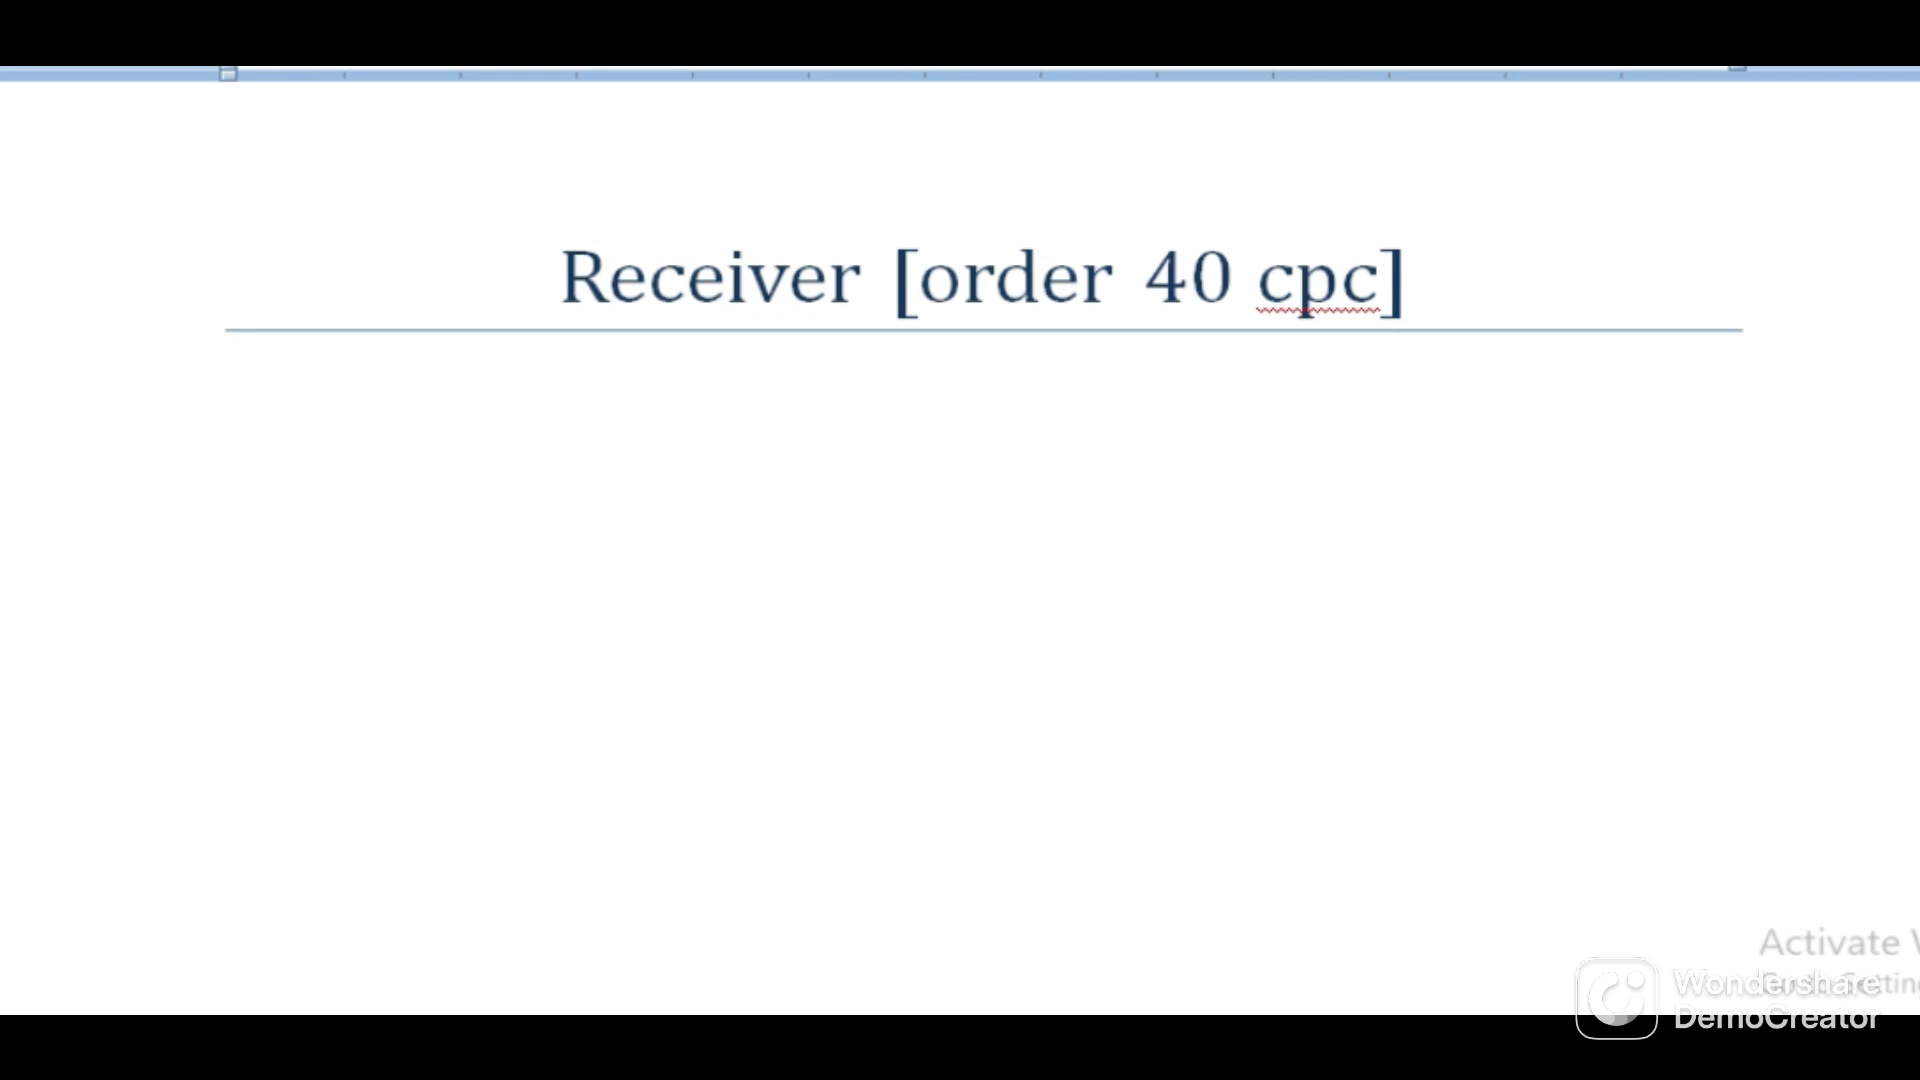 Receiver [order 40 cpc]
Activate
Wondershare
DemoCreator